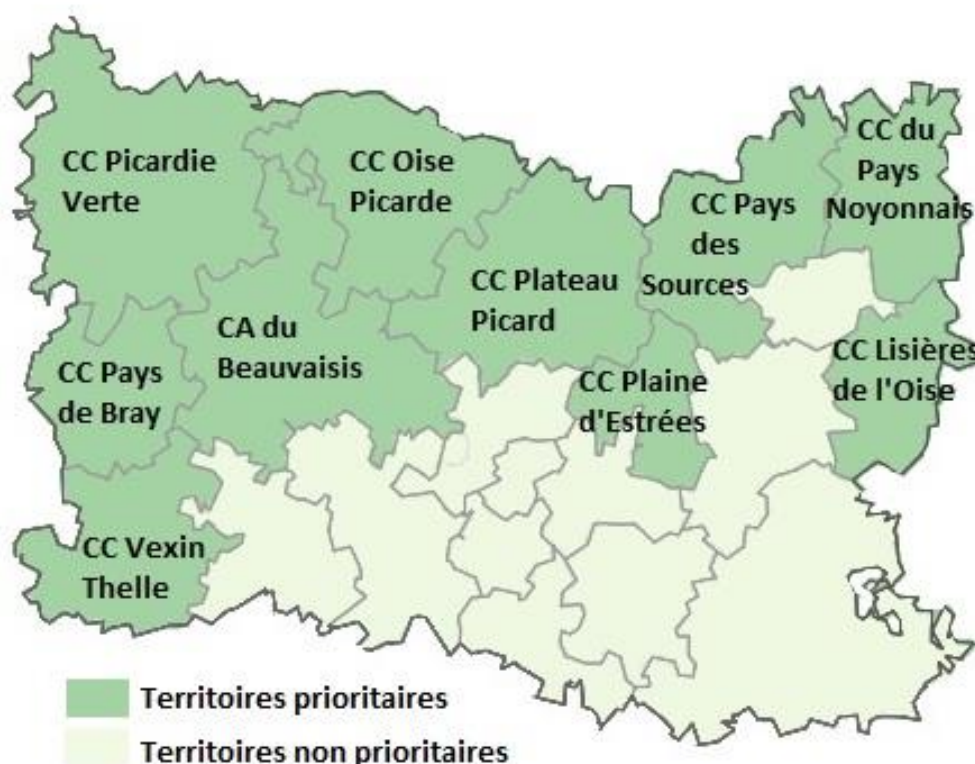 CC Picardie
Verte
CC Oise
Picarde
CC du
Pays
Noyonnais
CC Pays
des
Sources
CC Plateau
Picard
CA du
Beauvaisis
CC Pays
de Bray
CC Plaine
d'Estrées
CC Lisières
de l'Oise
CC Vexin
Thelle
Territoires prioritaires
Territoires non prioritaires